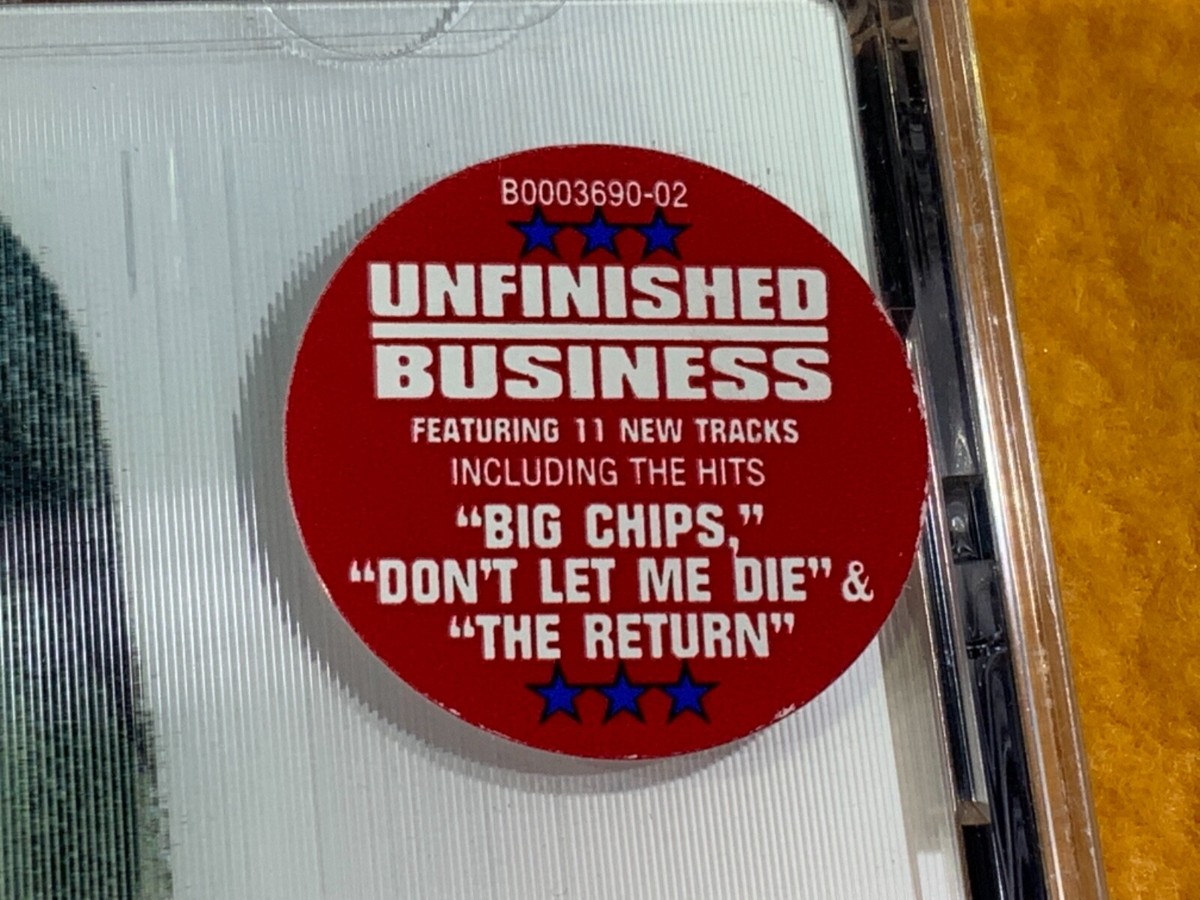 B0003690-02
UNFINISHED
BUSINESS
FEATURING 11 NEW TRACKS
INCLUDING THE HITS
“BIG CHIPS,”
“DON'T LET ME DIE” &
“THE RETURN”